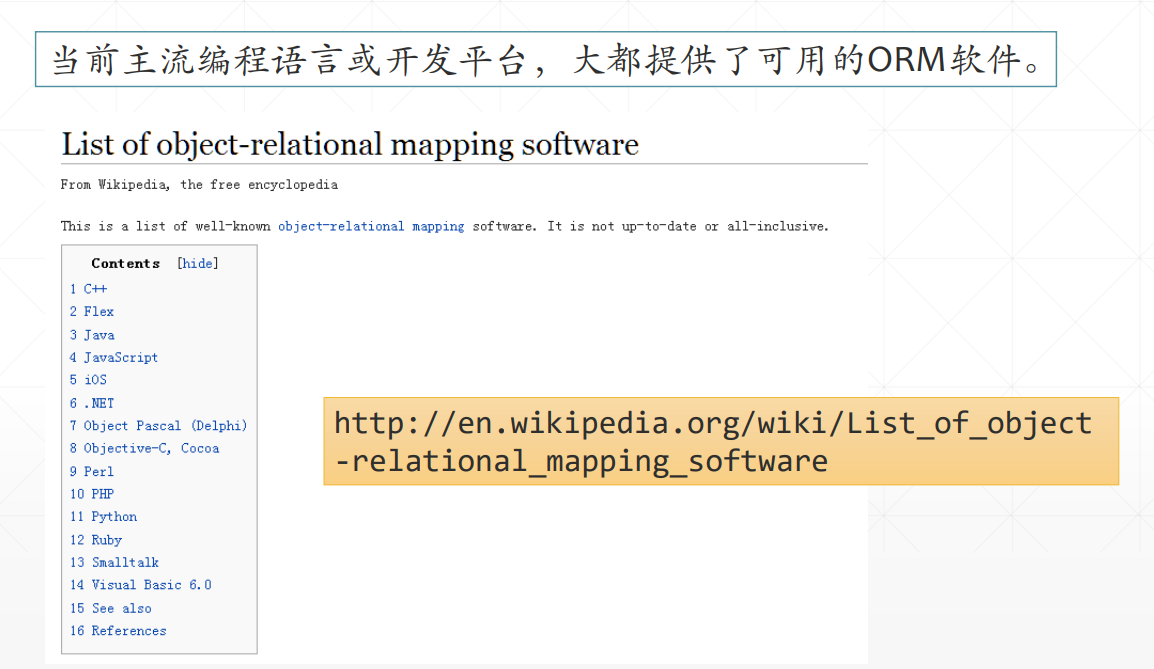 当前主流编程语言或开发平台，大都提供了可用的ORM软件。
List of object-relational mapping software
From Wikipedia, the free encyclopedia
This is a list of well-known object-relational mapping software. It is not up-to-date or all-inclusive.
Contents [hide]
1 C++
2 Flex
3 Java
4 JavaScript
5 iOS
6 .NET
7 Object Pascal (Delphi)
8 Objective-C, Cocoa
9 Perl
10 PHP
11 Python
12 Ruby
13 Smalltalk
14 Visual Basic 6.0
15 See also
16 References
http://en.wikipedia.org/wiki/List_of_object
-relational_mapping_software